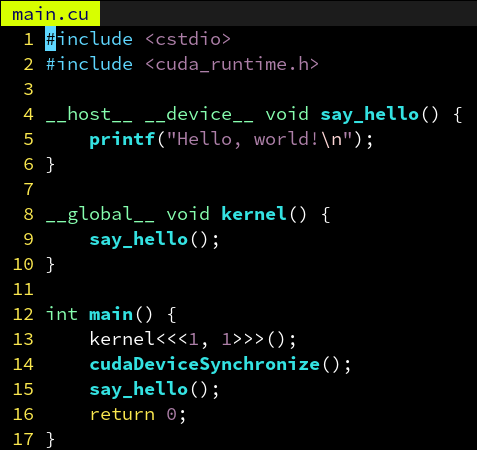 main.cu
1 #include <cstdio>
2 #include <cuda_runtime.h>
3
4 __host__ __device__ void say_hello() {
5     printf("Hello, world!\n");
6 }
7
8 __global__ void kernel() {
9     say_hello();
10 }
11
12 int main() {
13     kernel<<<1, 1>>>();
14     cudaDeviceSynchronize();
15     say_hello();
16     return 0;
17 }